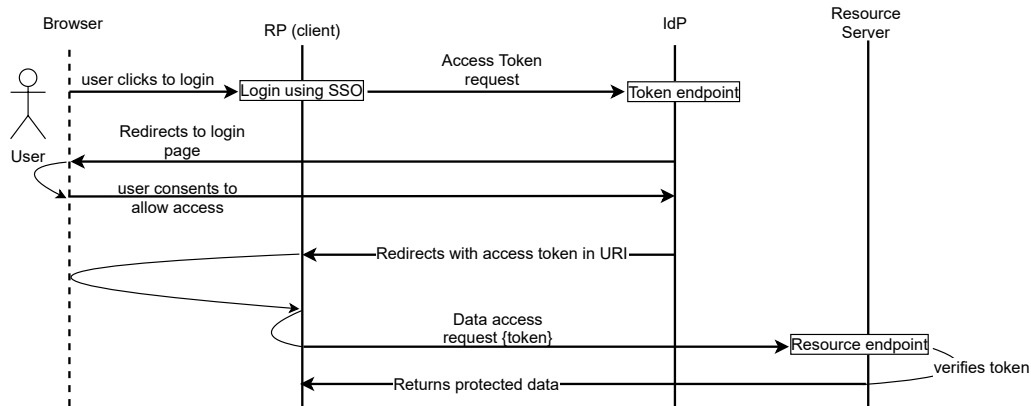 Browser
RP (client)
IdP
Resource
Server
user clicks to login
Login using SSO
Access Token
request
Token endpoint
User
Redirects to login
page
user consents to
allow access
Redirects with access token in URI
Data access
request {token}
Resource endpoint
verifies token
Returns protected data